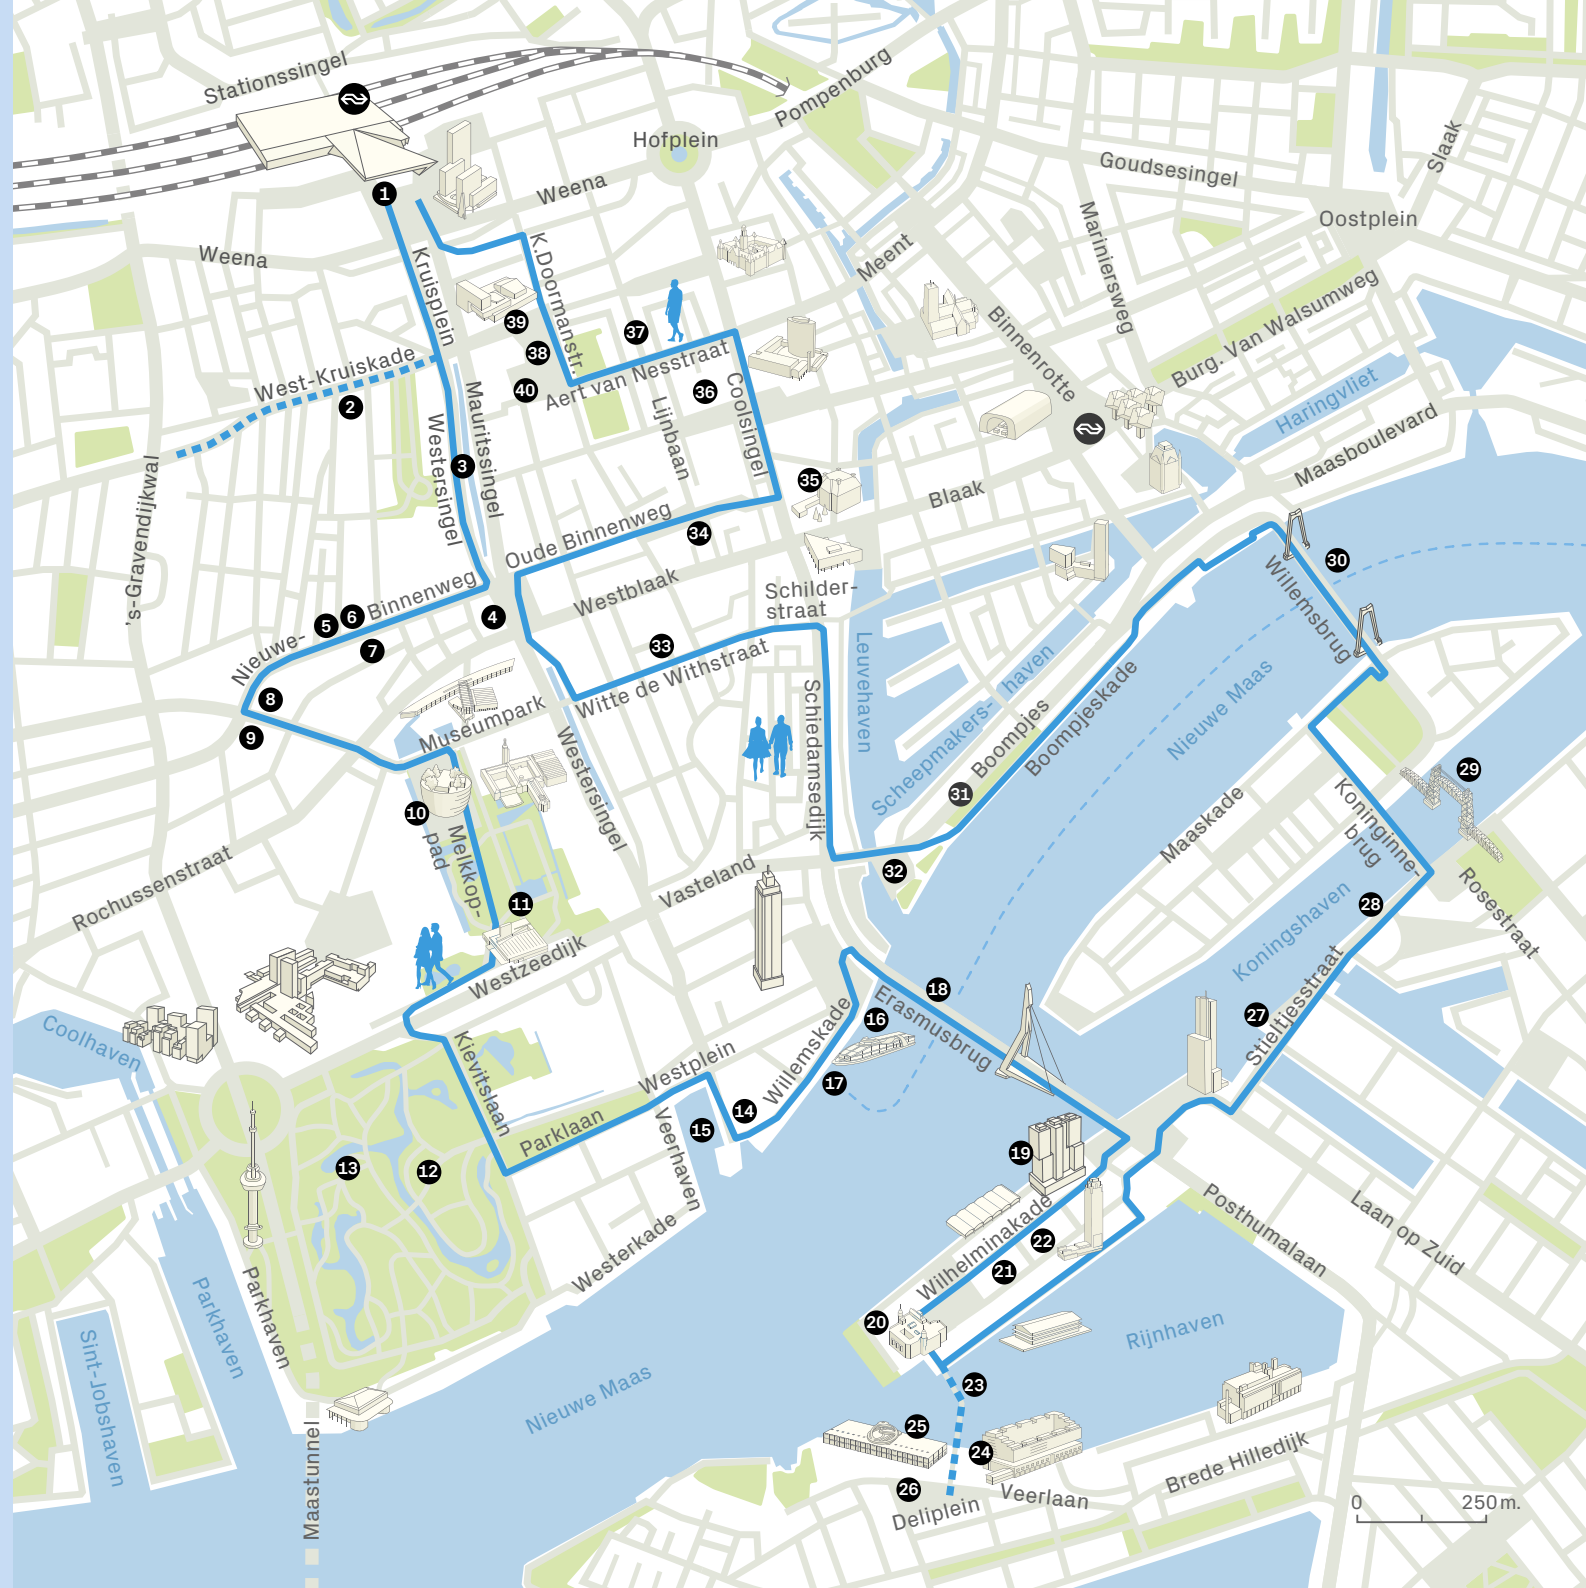 Stationssingel
Pompenburg
Hofplein
Weena
Goudsesingel
Slaak
Oostplein
1
Weena
Kruisplein
K.Doormanstr.
Meent
Mariniersweg
Burg. Van Walsumweg
Binnenrotte
39
37
38
40
36
West-Kruiskade
2
Aert van Nesstraat
Lijnbaan
Coolsingel
Haringvliet
Maasboulevard
Mauritssingel
Westersingel
3
's-Gravendijkwal
35
Blaak
34
Oude Binnenweg
Westblaak
Schilder-
straat
30
Willemsbrug
Nieuwe-
Binnenweg
5
6
7
4
33
Witte de Withstraat
Leuvehaven
Scheepmakers-
haven
Boompjes
Boompjeskade
Nieuwe Maas
8
9
Museumpark
Westersingel
Schiedamsedijk
31
29
Maaskade
Koninginne-
brug
10
Melkkop-
pad
Rochussenstraat
Vasteland
32
11
28
Rosestraat
Koningshaven
Westzeedijk
18
Erasmusbrug
16
17
27
Stieltjesstraat
Coolhaven
Kievitslaan
Westplein
Willemskade
14
15
Parklaan
Veerhaven
13
12
19
Westerkade
Wilhelminakade
22
21
20
Posthumalaan
Laan op Zuid
Parkhaven
Parkhaven
Sint-Jobshaven
Rijnhaven
Nieuwe Maas
23
25
24
26
Maastunnel
Deliplein
Veerlaan
Brede Hilledijk
0
250 m.